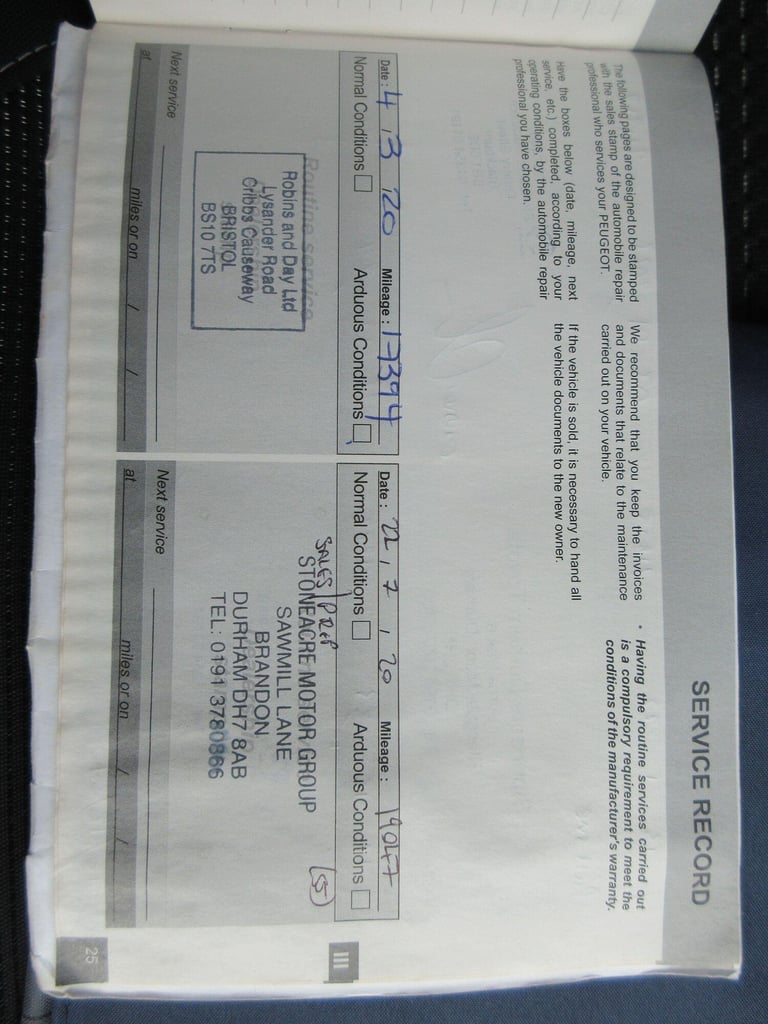 SERVICE RECORD
The following pages are designed to be stamped
with the sales stamp of the automobile repair
professional who services your PEUGEOT.
Have the boxes below (date, mileage, next
service, etc.) completed, according to your
operating conditions, by the automobile repair
professional you have chosen.
We recommend that you keep the invoices
and documents that relate to the maintenance
carried out on your vehicle.
If the vehicle is sold, it is necessary to hand all
the vehicle documents to the new owner.
• Having the routine services carried out
is a compulsory requirement to meet the
conditions of the manufacturer's warranty.
Date : 4 / 3 / 20 Mileage : 17394
Normal Conditions Arduous Conditions
Routine service
Robins and Day Ltd
Lysander Road
Cribbs Causeway
BRISTOL
BS10 7TS
Next service
at miles or on / /
Date : 22 / 7 / 20 Mileage : 19047
Normal Conditions Arduous Conditions
SALES PREP
STONEACRE MOTOR GROUP
SAWMILL LANE
BRANDON
DURHAM DH7 8AB
TEL: 0191 3780866
Next service
at miles or on / /
III
25